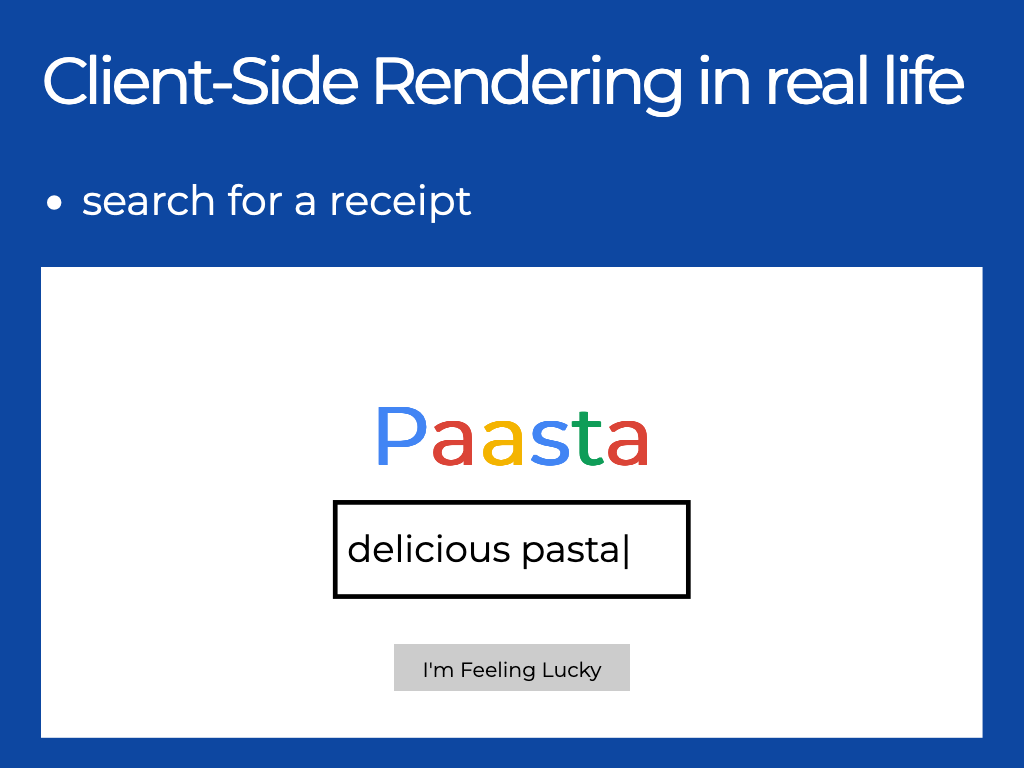 Client-Side Rendering in real life
• search for a receipt
Paasta
delicious pasta|
I'm Feeling Lucky